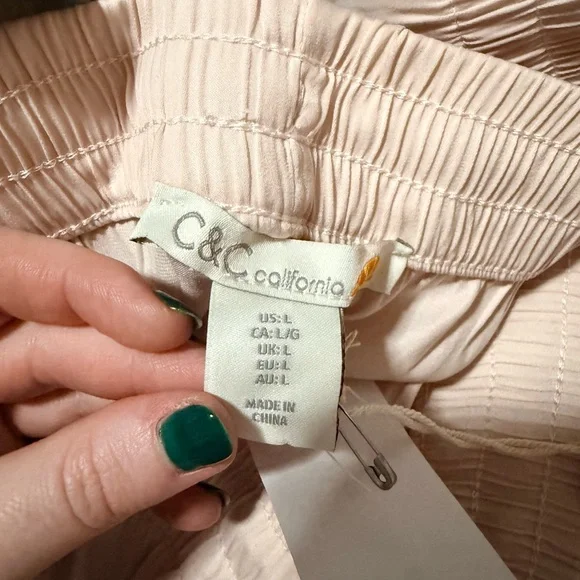 C&C california
US: L
CA: L/G
UK: L
EU: L
AU: L
MADE IN
CHINA